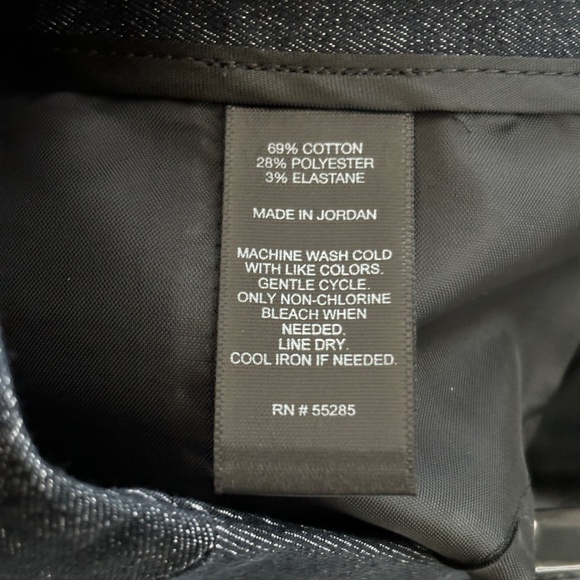 69% COTTON
28% POLYESTER
3% ELASTANE
MADE IN JORDAN
MACHINE WASH COLD
WITH LIKE COLORS.
GENTLE CYCLE.
ONLY NON-CHLORINE
BLEACH WHEN
NEEDED.
LINE DRY.
COOL IRON IF NEEDED.
RN # 55285